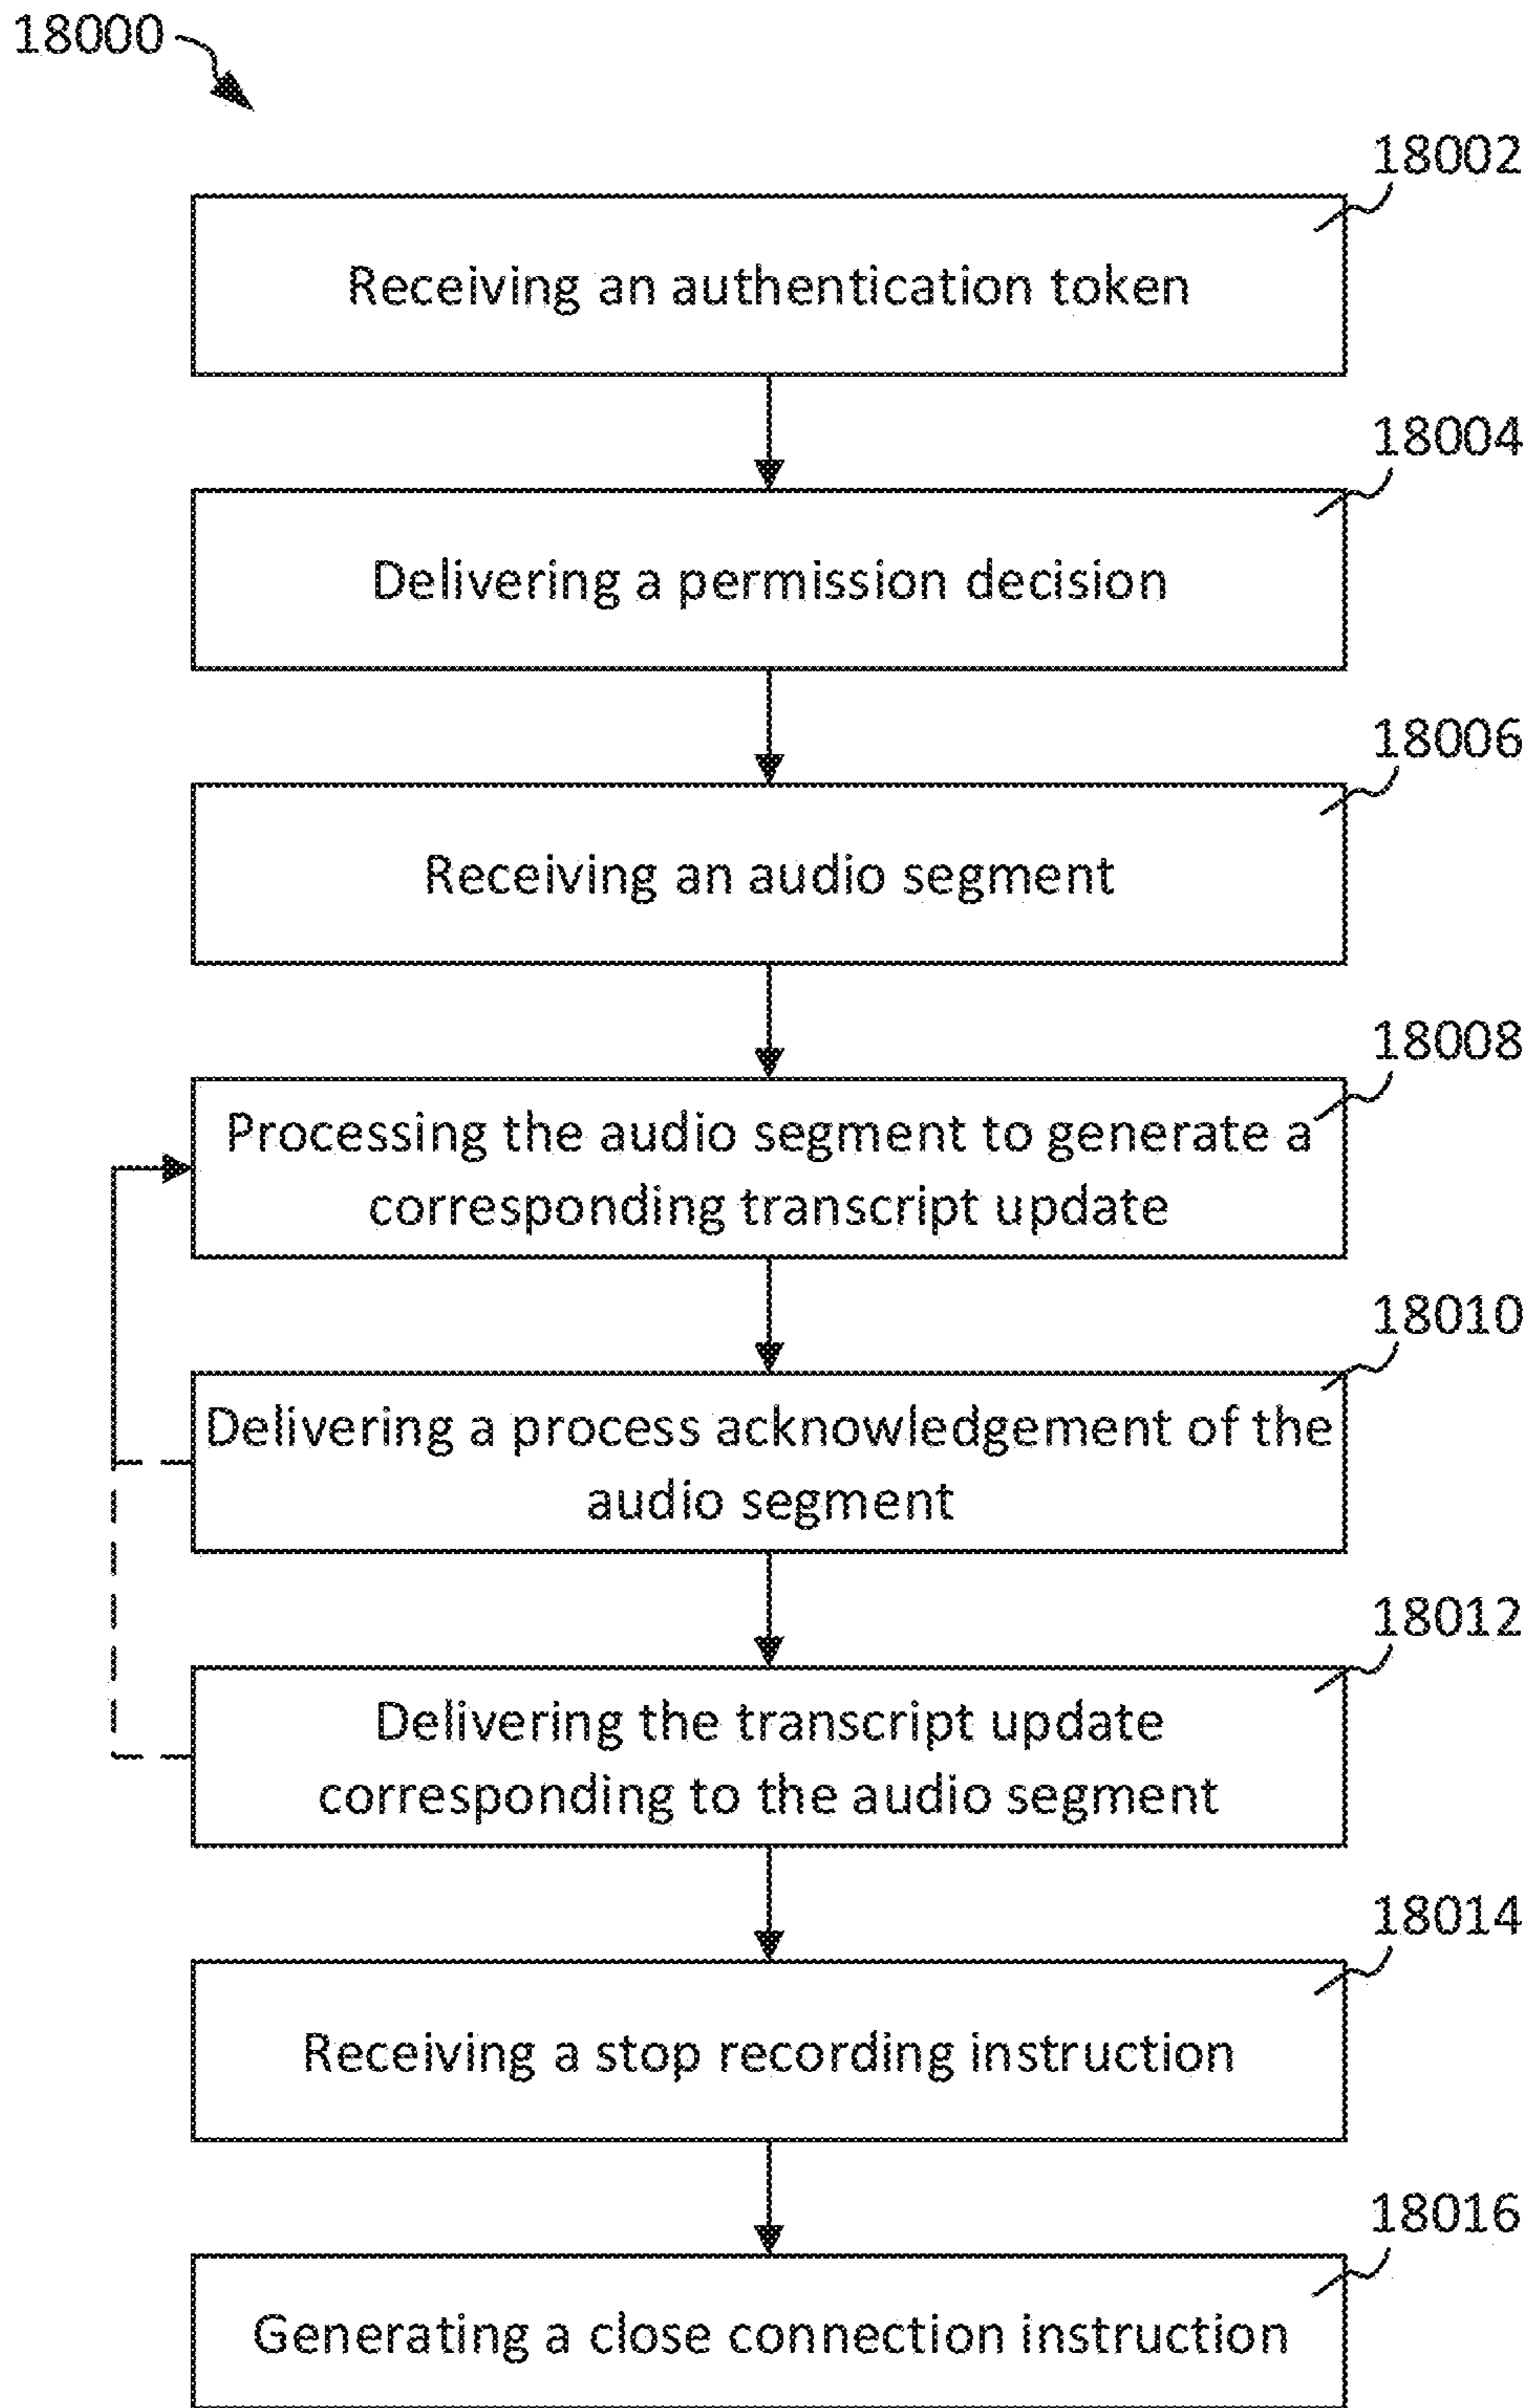 18000
18002
Receiving an authentication token
18004
Delivering a permission decision
18006
Receiving an audio segment
18008
Processing the audio segment to generate a
corresponding transcript update
18010
Delivering a process acknowledgement of the
audio segment
18012
Delivering the transcript update
corresponding to the audio segment
18014
Receiving a stop recording instruction
18016
Generating a close connection instruction